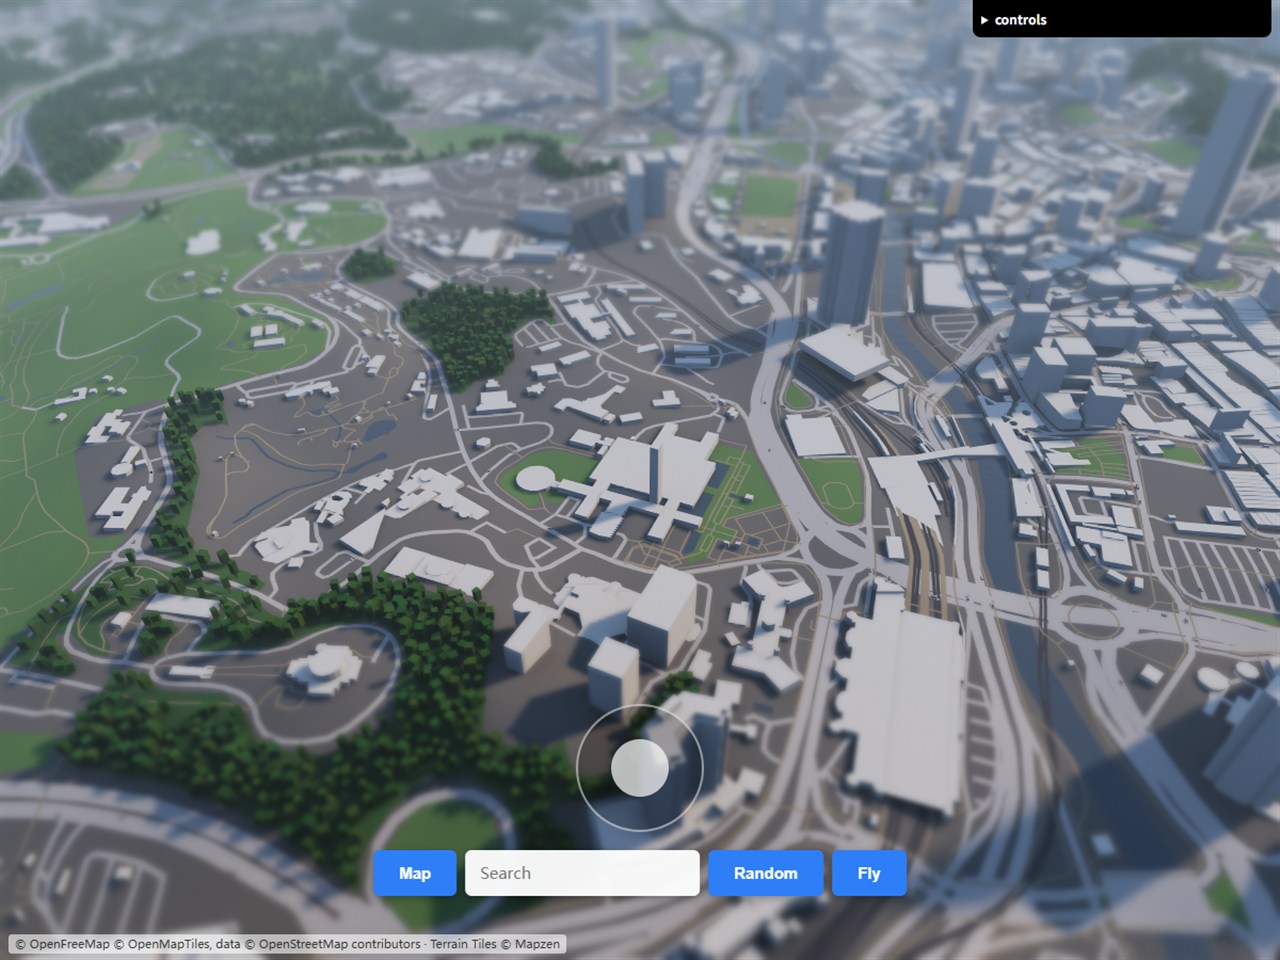 ▸ controls
Map
Search
Random
Fly
© OpenFreeMap © OpenMapTiles, data © OpenStreetMap contributors · Terrain Tiles © Mapzen